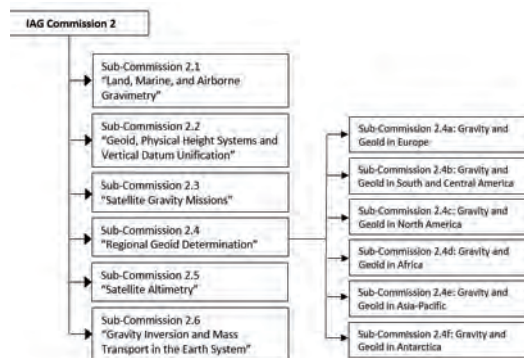 IAG Commission 2
Sub-Commission 2.1
"Land, Marine, and Airborne
Gravimetry"
Sub-Commission 2.2
"Geoid, Physical Height Systems and
Vertical Datum Unification"
Sub-Commission 2.3
"Satellite Gravity Missions"
Sub-Commission 2.4
"Regional Geoid Determination"
Sub-Commission 2.5
"Satellite Altimetry"
Sub-Commission 2.6
"Gravity Inversion and Mass
Transport in the Earth System"
Sub-Commission 2.4a: Gravity and
Geoid in Europe
Sub-Commission 2.4b: Gravity and
Geoid in South and Central America
Sub-Commission 2.4c: Gravity and
Geoid in North America
Sub-Commission 2.4d: Gravity and
Geoid in Africa
Sub-Commission 2.4e: Gravity and
Geoid in Asia-Pacific
Sub-Commission 2.4f: Gravity and
Geoid in Antarctica